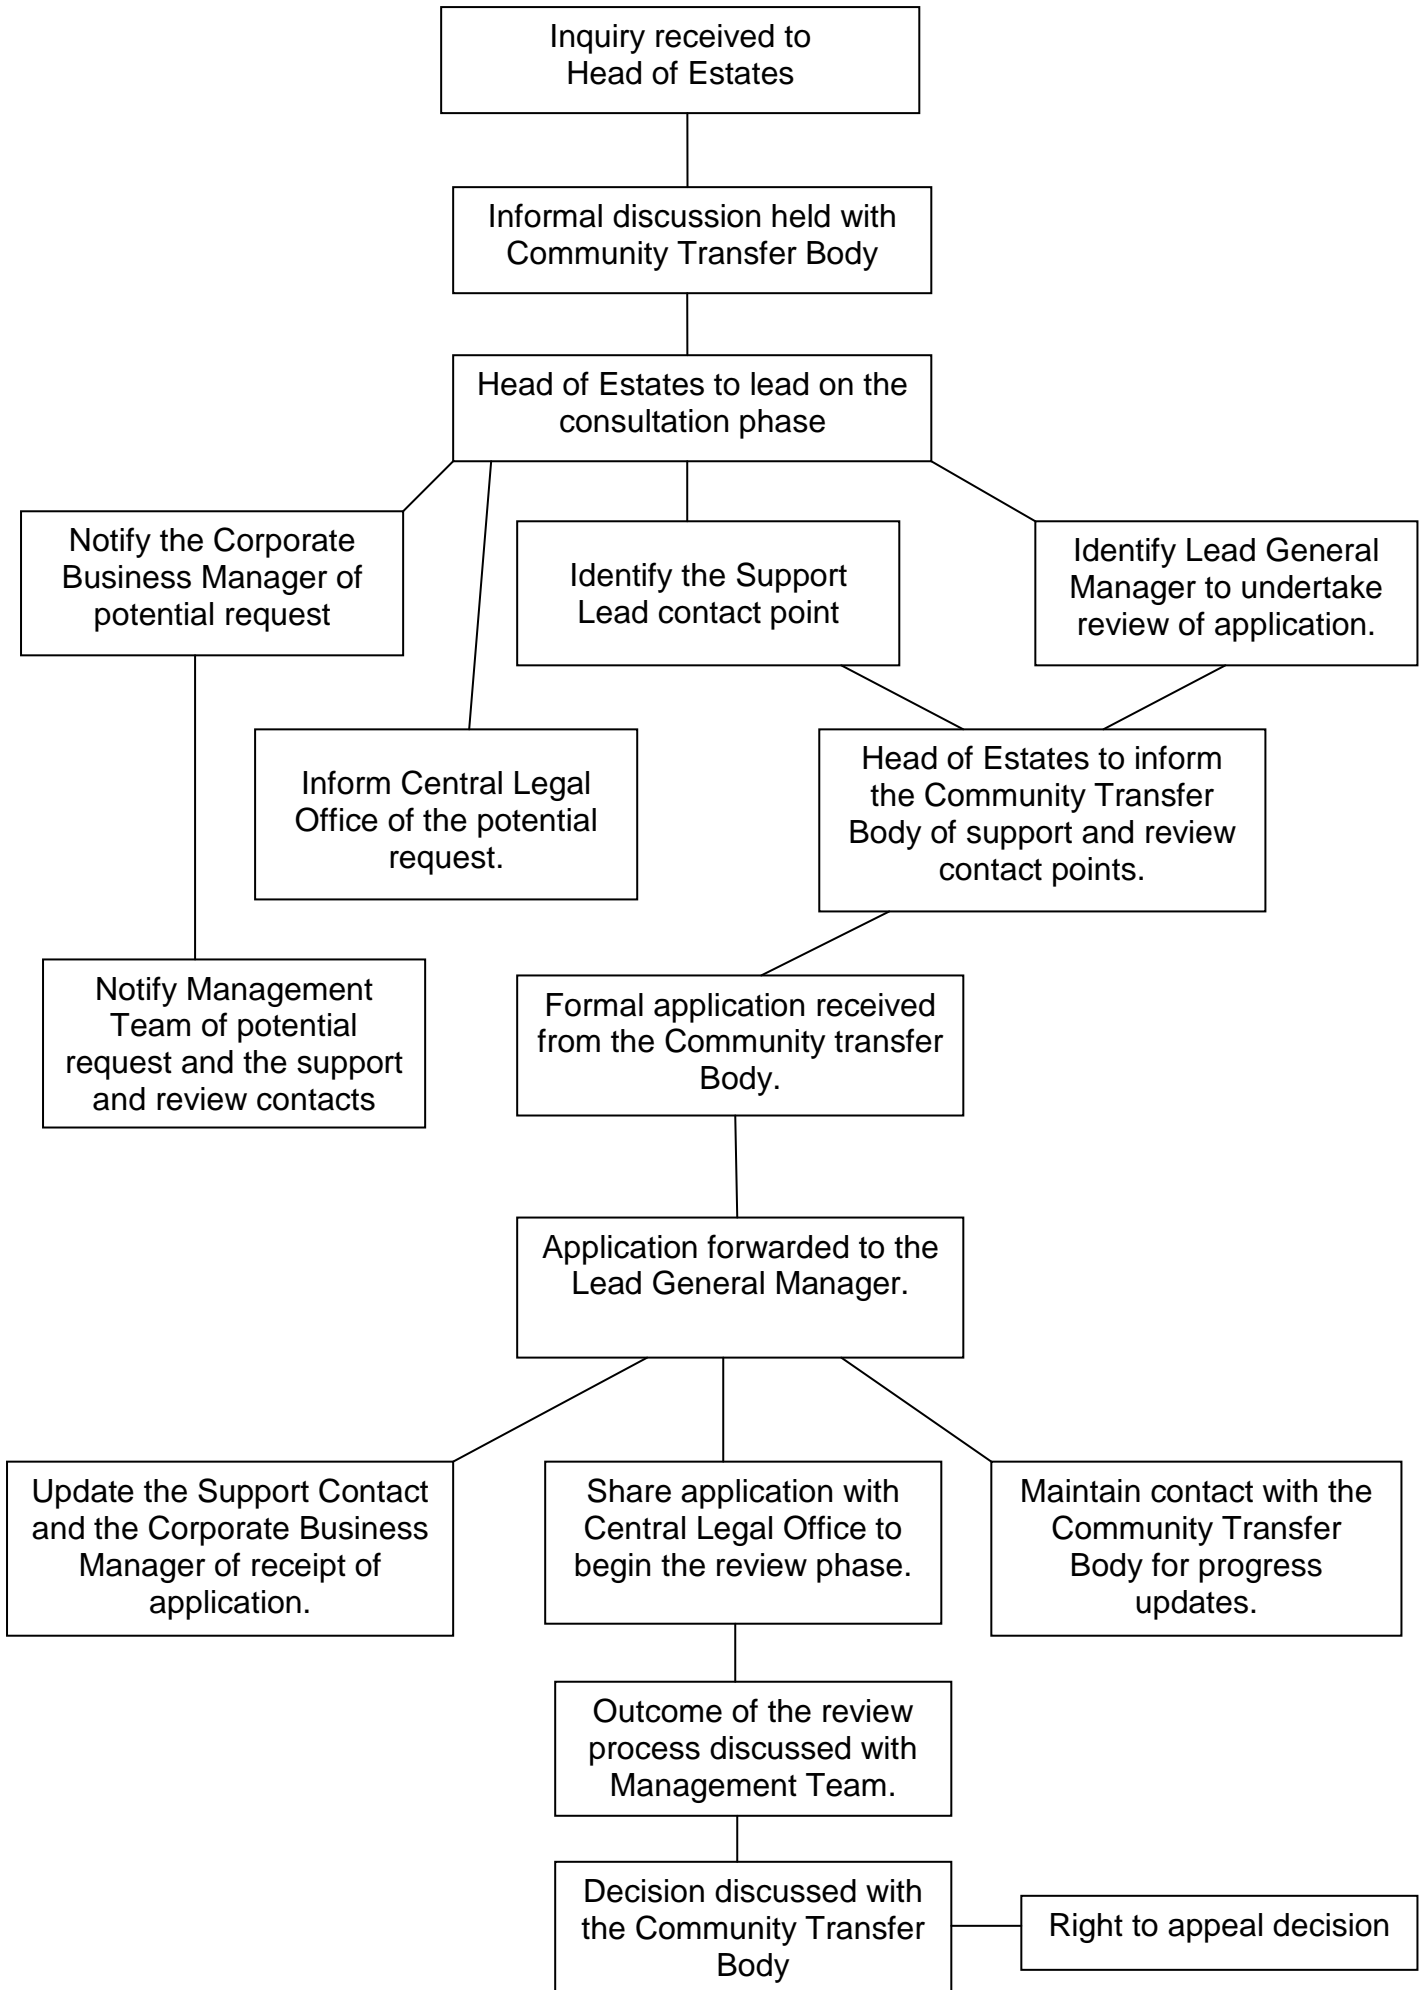 Inquiry received to
Head of Estates
Informal discussion held with
Community Transfer Body
Head of Estates to lead on the
consultation phase
Notify the Corporate
Business Manager of
potential request
Identify the Support
Lead contact point
Identify Lead General
Manager to undertake
review of application.
Inform Central Legal
Office of the potential
request.
Head of Estates to inform
the Community Transfer
Body of support and review
contact points.
Notify Management
Team of potential
request and the support
and review contacts
Formal application received
from the Community transfer
Body.
Application forwarded to the
Lead General Manager.
Update the Support Contact
and the Corporate Business
Manager of receipt of
application.
Share application with
Central Legal Office to
begin the review phase.
Maintain contact with the
Community Transfer
Body for progress
updates.
Outcome of the review
process discussed with
Management Team.
Decision discussed with
the Community Transfer
Body
Right to appeal decision